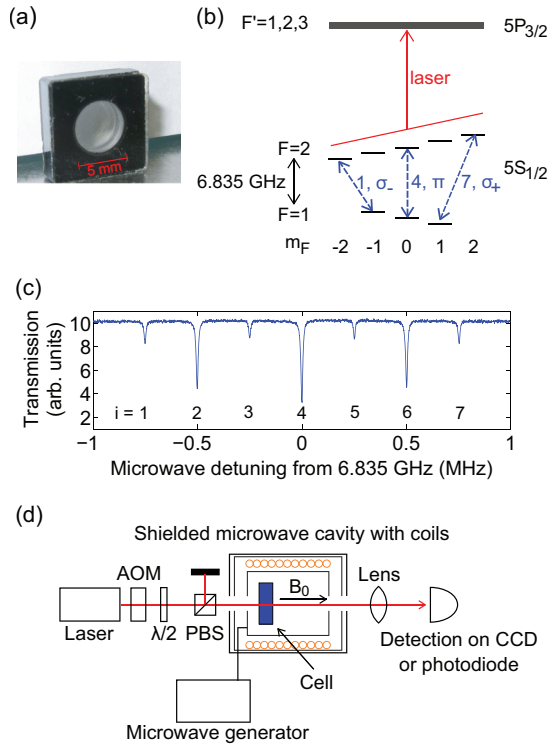 (a)
5 mm
(b)
F'=1,2,3
5P3/2
laser
F=2
6.835 GHz
F=1
5S1/2
1, σ-
4, π
7, σ+
mF
-2 -1 0 1 2
(c)
Transmission
(arb. units)
10
8
6
4
2
i = 1 2 3 4 5 6 7
−1 −0.5 0 0.5 1
Microwave detuning from 6.835 GHz (MHz)
(d)
Shielded microwave cavity with coils
AOM
B0
Lens
Laser
λ/2
PBS
Detection on CCD
or photodiode
Cell
Microwave generator